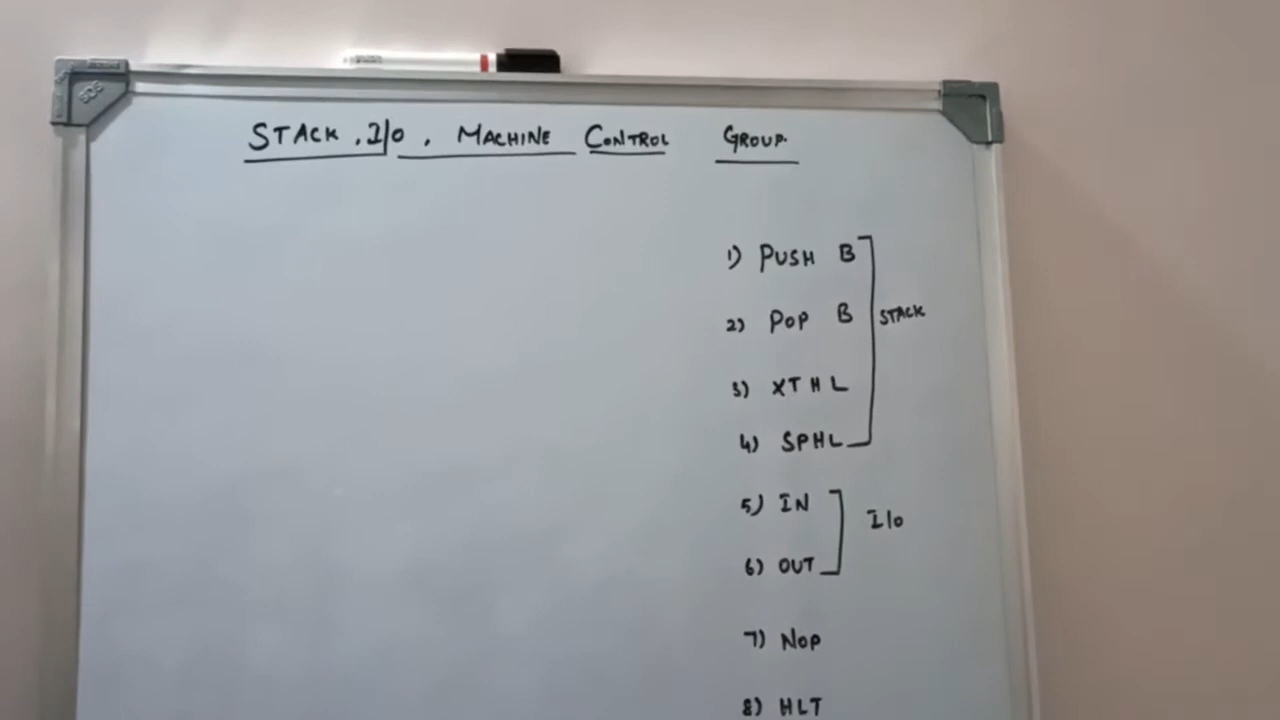 STACK, I/O, MACHINE CONTROL GROUP.
1) PUSH B
2) POP B
STACK
3) XTHL
4) SPHL
5) IN
I/O
6) OUT
7) NOP
8) HLT